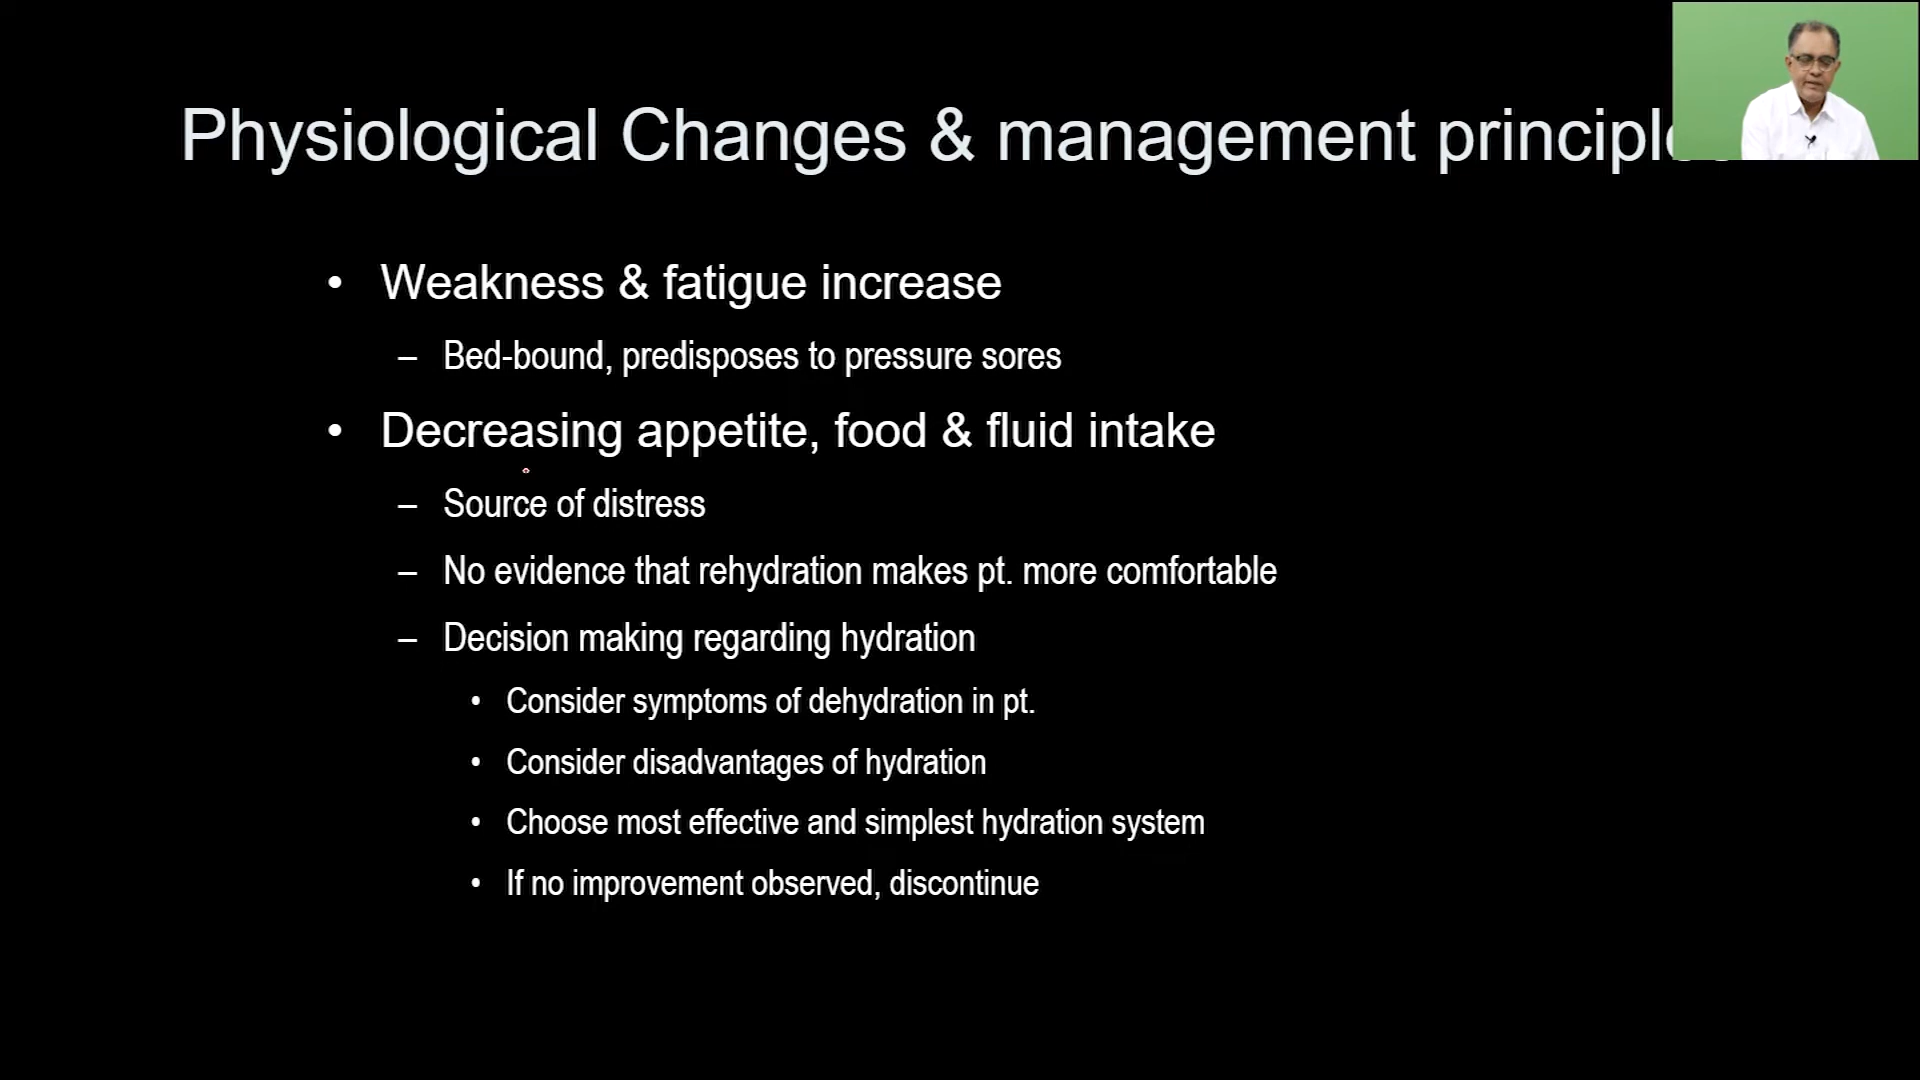 Physiological Changes & management
• Weakness & fatigue increase
– Bed-bound, predisposes to pressure sores
• Decreasing appetite, food & fluid intake
– Source of distress
– No evidence that rehydration makes pt. more comfortable
– Decision making regarding hydration
• Consider symptoms of dehydration in pt.
• Consider disadvantages of hydration
• Choose most effective and simplest hydration system
• If no improvement observed, discontinue